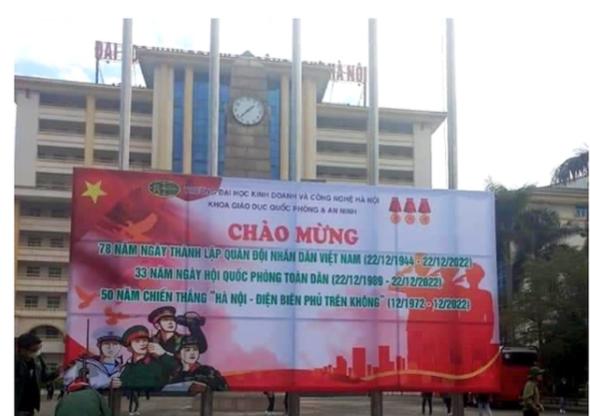 ĐẠI HÀ NỘI
TRƯỜNG ĐẠI HỌC KINH DOANH VÀ CÔNG NGHỆ HÀ NỘI
KHOA GIÁO DỤC QUỐC PHÒNG & AN NINH
CHÀO MỪNG
78 NĂM NGÀY THÀNH LẬP QUÂN ĐỘI NHÂN DÂN VIỆT NAM (22/12/1944 - 22/12/2022)
33 NĂM NGÀY HỘI QUỐC PHÒNG TOÀN DÂN (22/12/1989 - 22/12/2022)
50 NĂM CHIẾN THẮNG "HÀ NỘI - ĐIỆN BIÊN PHỦ TRÊN KHÔNG" (12/1972 - 12/2022)